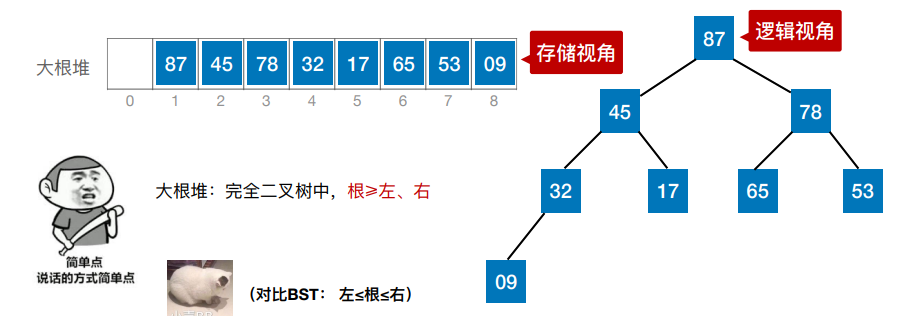 大根堆
87 45 78 32 17 65 53 09
存储视角
0 1 2 3 4 5 6 7 8
逻辑视角
87
45 78
32 17 65 53
09
大根堆：完全二叉树中，根≥左、右
简单点
说话的方式简单点
（对比BST： 左≤根≤右）